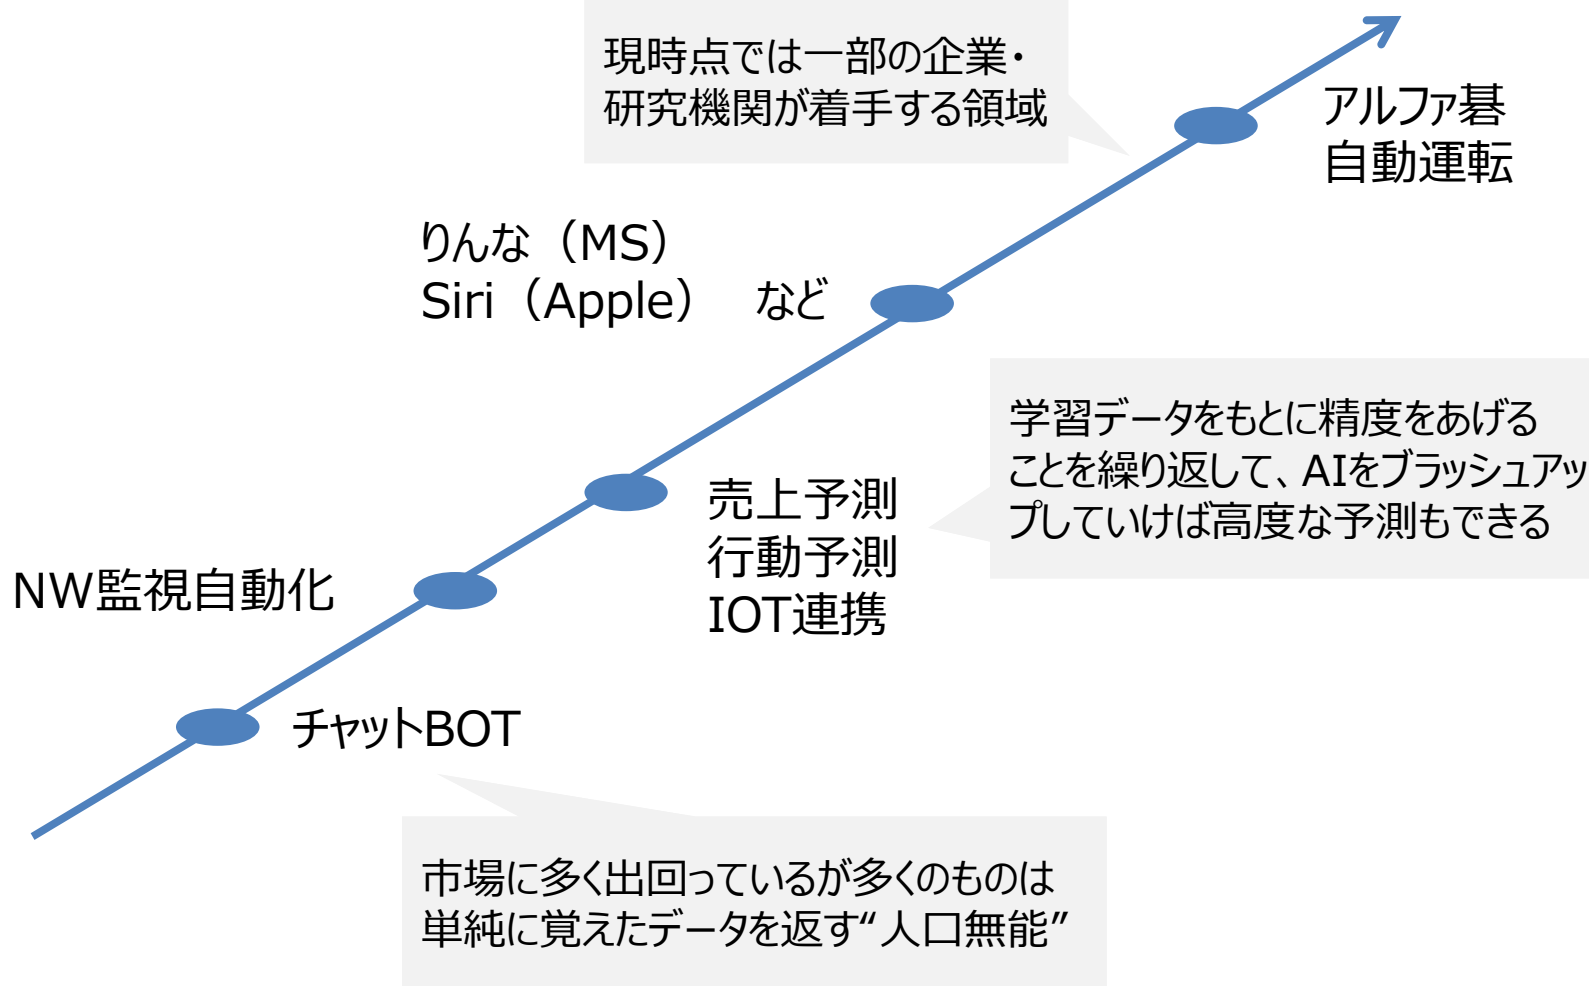 現時点では一部の企業・
研究機関が着手する領域
アルファ碁
自動運転
りんな（MS）
Siri（Apple）　など
学習データをもとに精度をあげる
ことを繰り返して、AIをブラッシュアッ
プしていけば高度な予測もできる
売上予測
行動予測
IOT連携
NW監視自動化
チャットBOT
市場に多く出回っているが多くのものは
単純に覚えたデータを返す“人口無能”